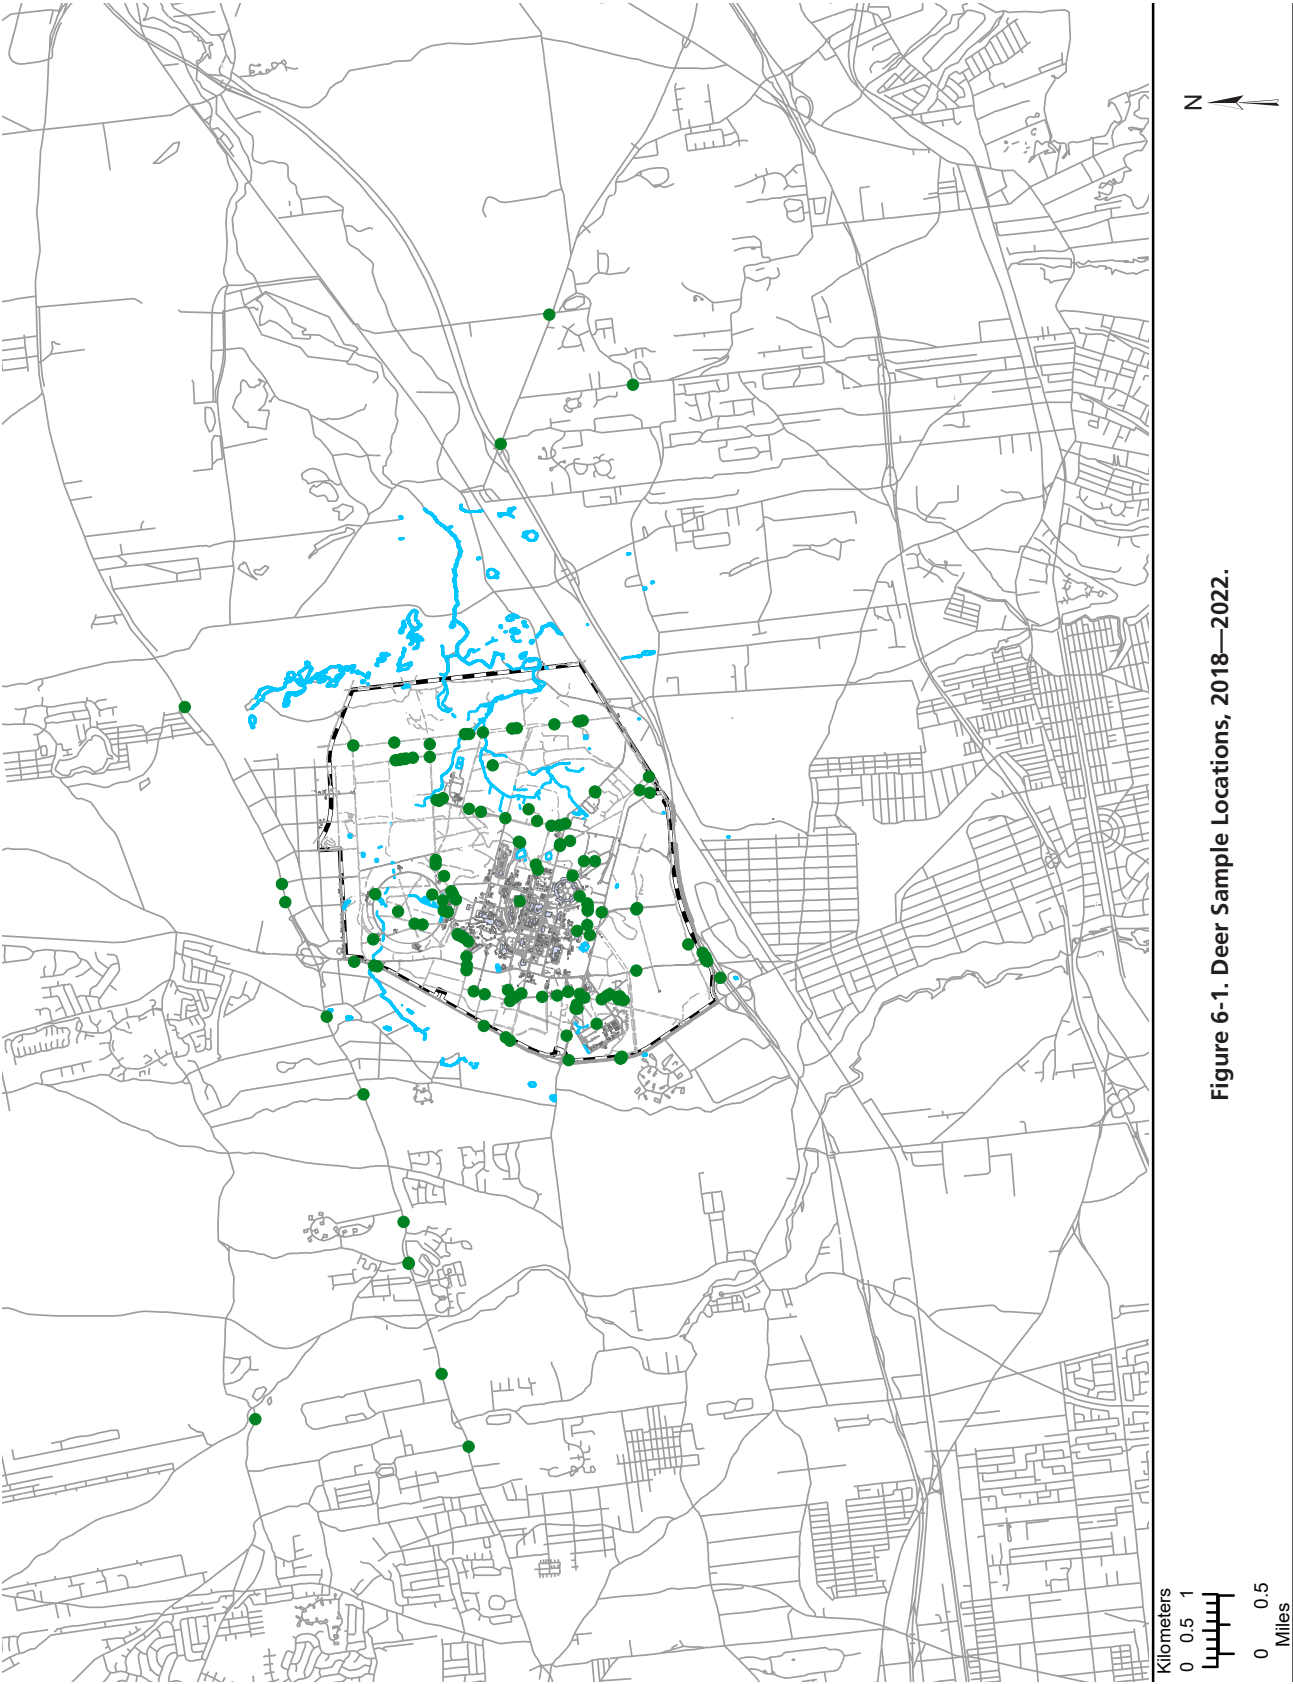 N
Figure 6-1. Deer Sample Locations, 2018—2022.
Kilometers
0 0.5 1
0 0.5
Miles